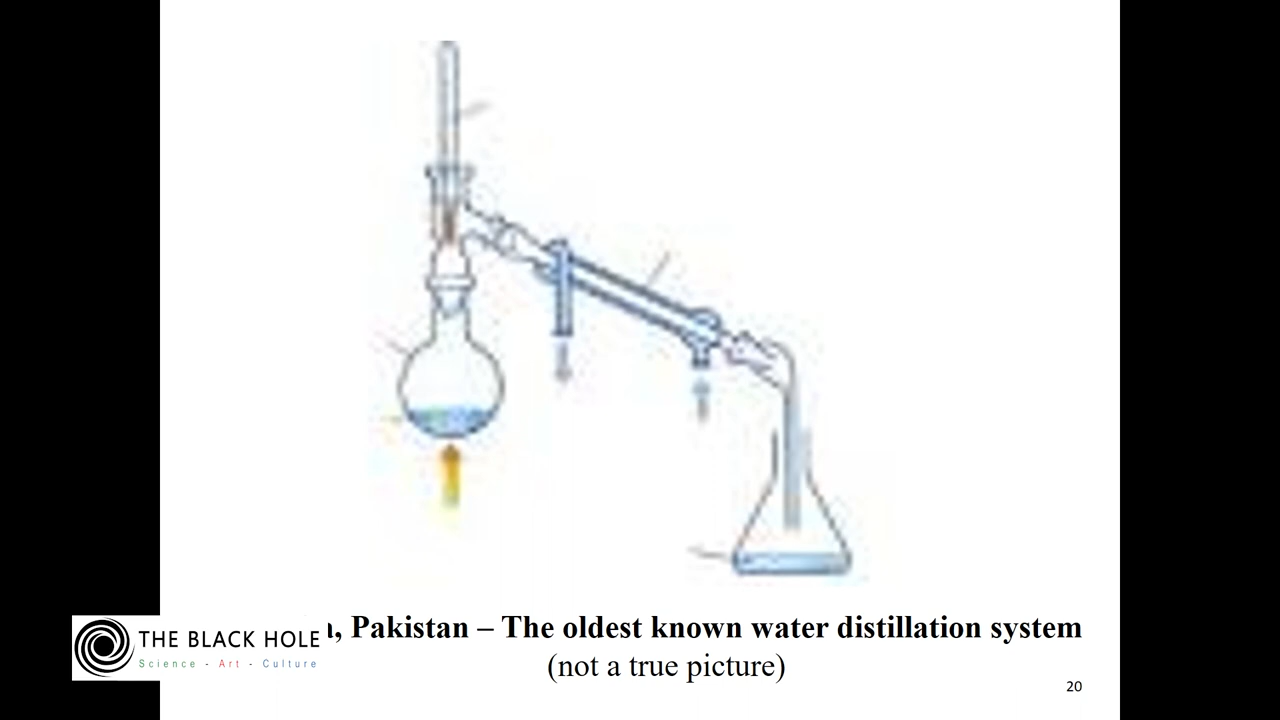 , Pakistan – The oldest known water distillation system
(not a true picture)
THE BLACK HOLE
Science - Art - Culture
20